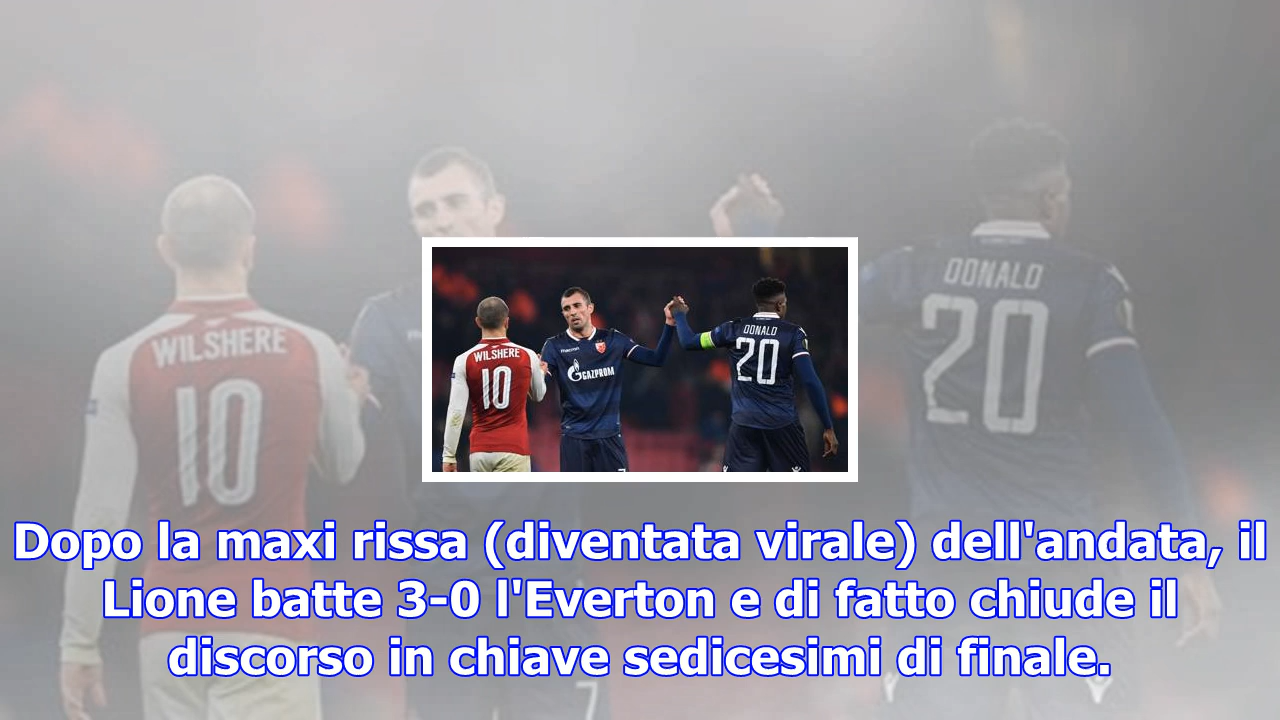 WILSHERE
10
GAZPROM
DONALD
20
7
Dopo la maxi rissa (diventata virale) dell'andata, il
Lione batte 3-0 l'Everton e di fatto chiude il
discorso in chiave sedicesimi di finale.